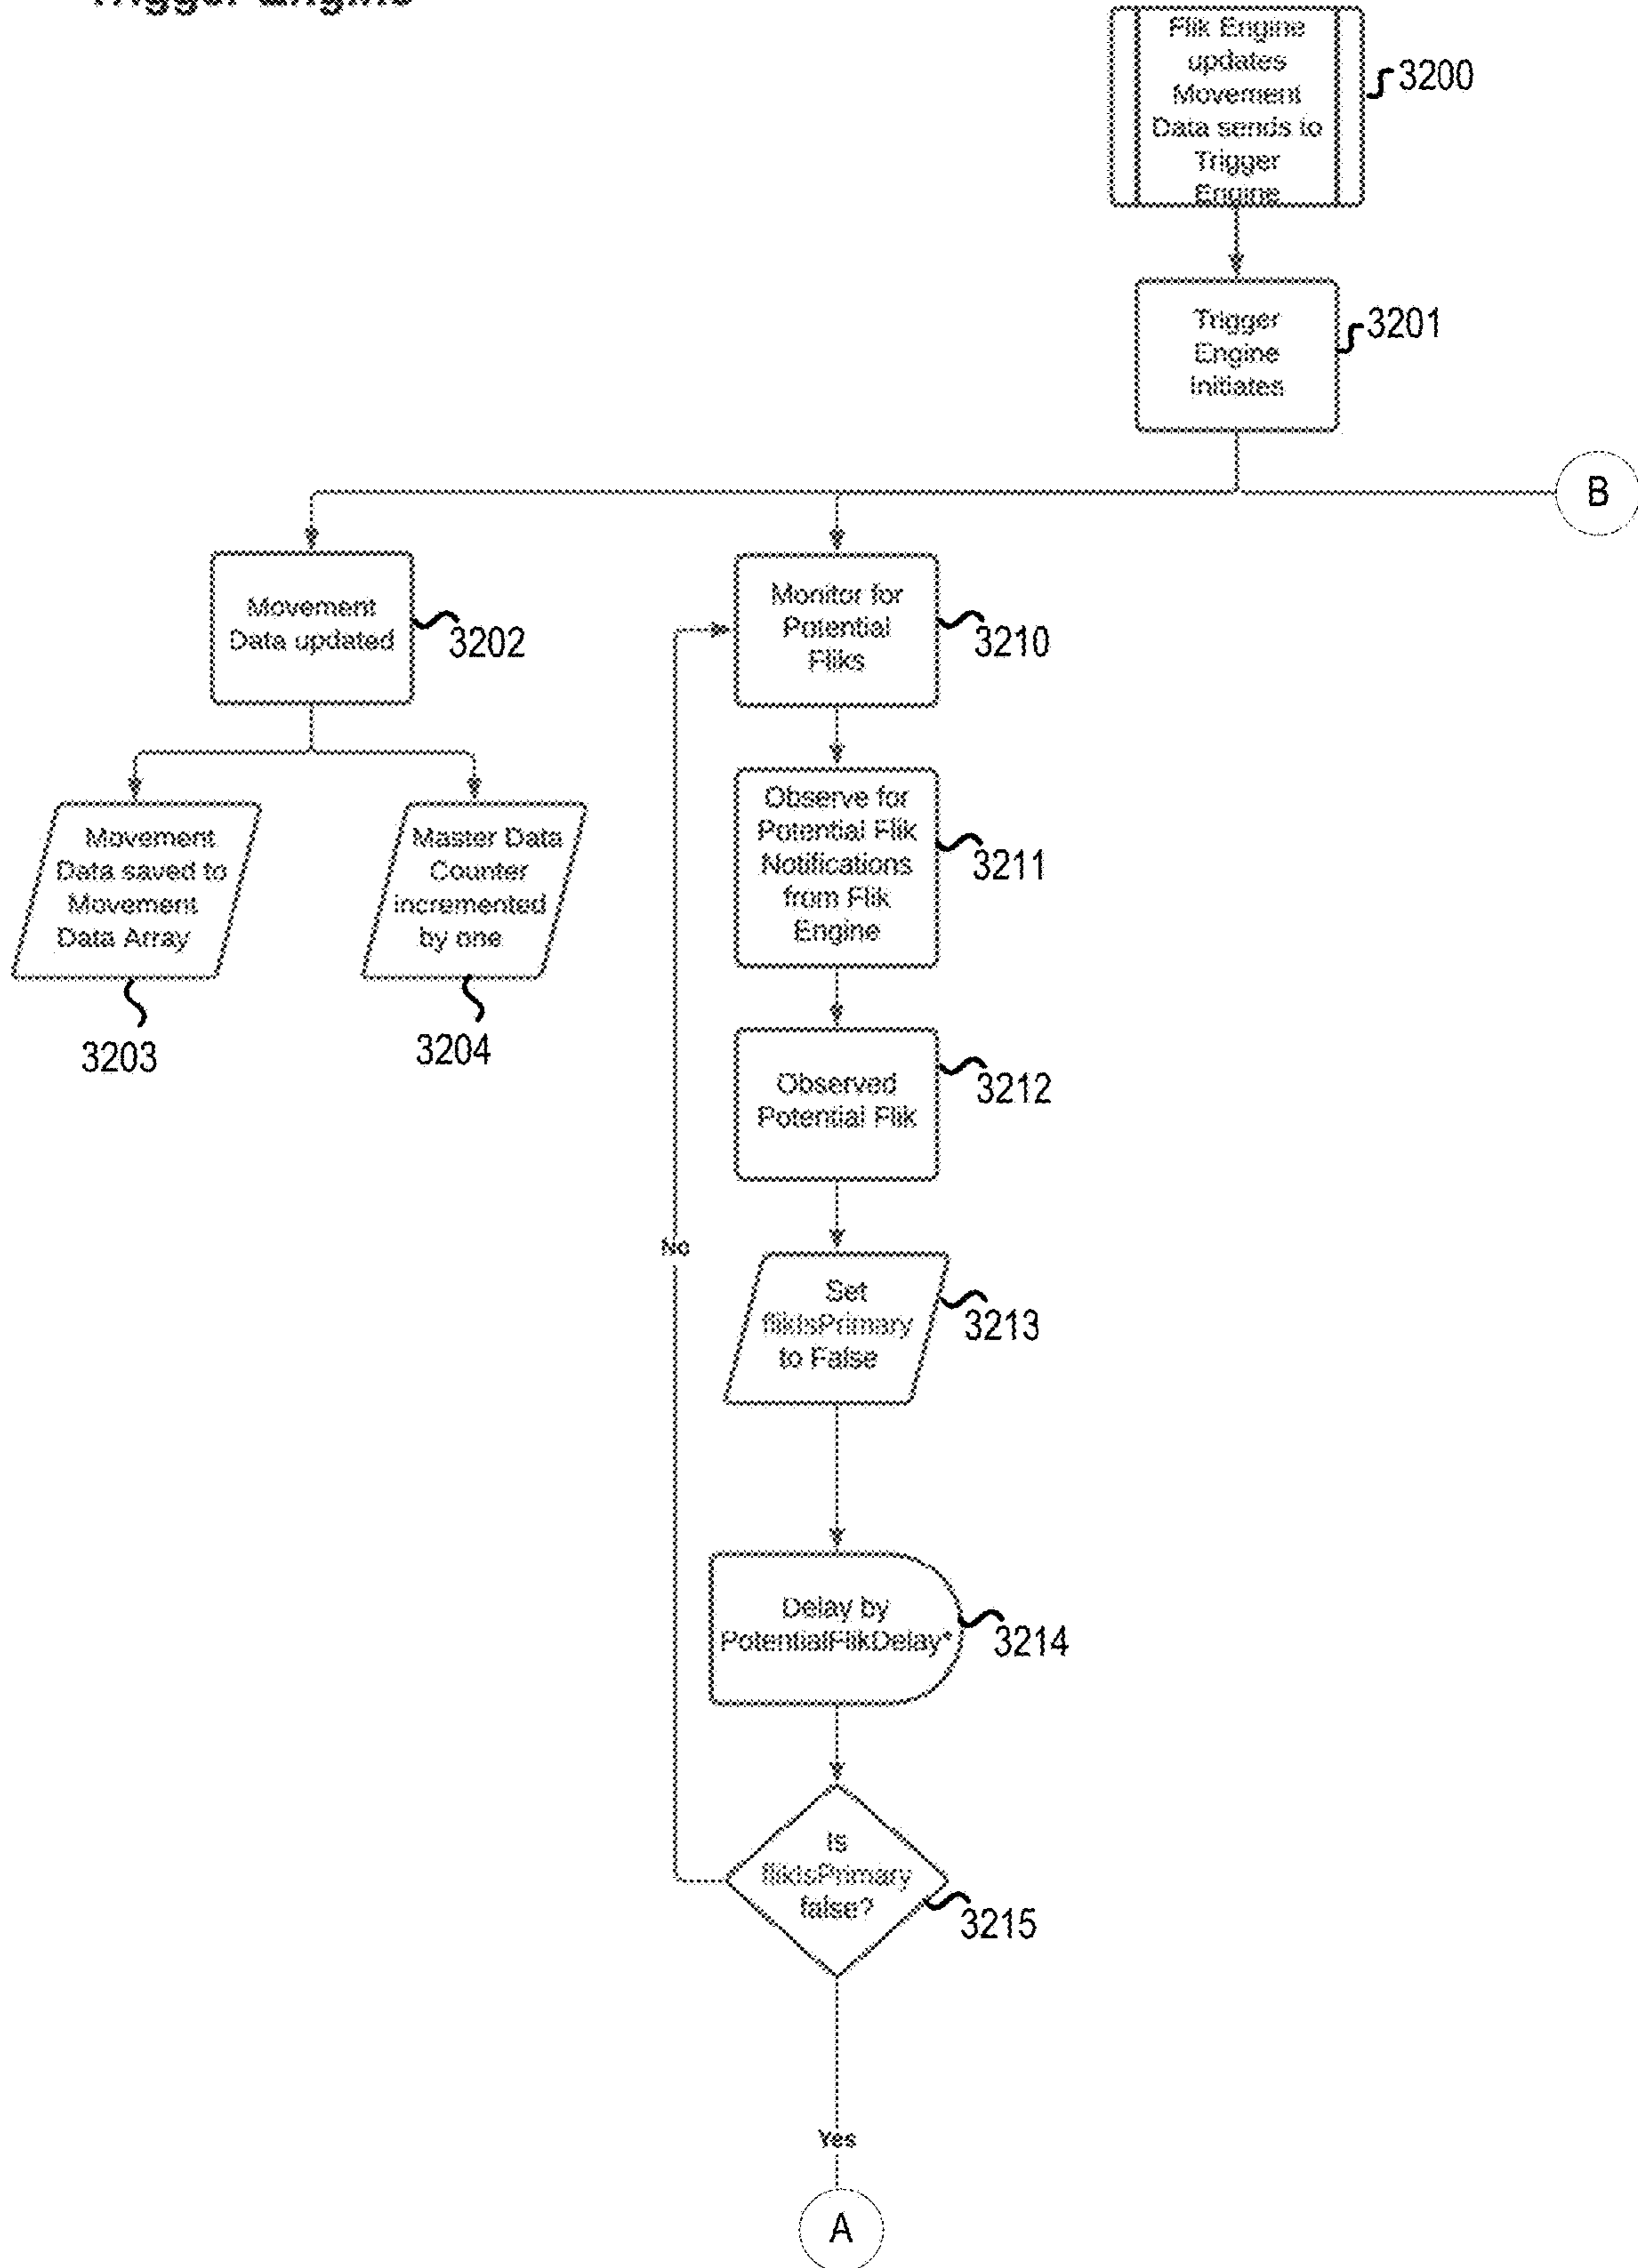 Trigger Engine
Flik Engine
updates
Movement
Data sends to
Trigger
Engine
3200
Trigger
Engine
Initiates
3201
B
Movement
Data updated
3202
Monitor for
Potential
Fliks
3210
Movement
Data saved to
Movement
Data Array
3203
Master Data
Counter
incremented
by one
3204
Observe for
Potential Flik
Notifications
from Flik
Engine
3211
Observed
Potential Flik
3212
No
Set
flikIsPrimary
to False
3213
Delay by
PotentialFlikDelay*
3214
Is
flikIsPrimary
false?
3215
Yes
A